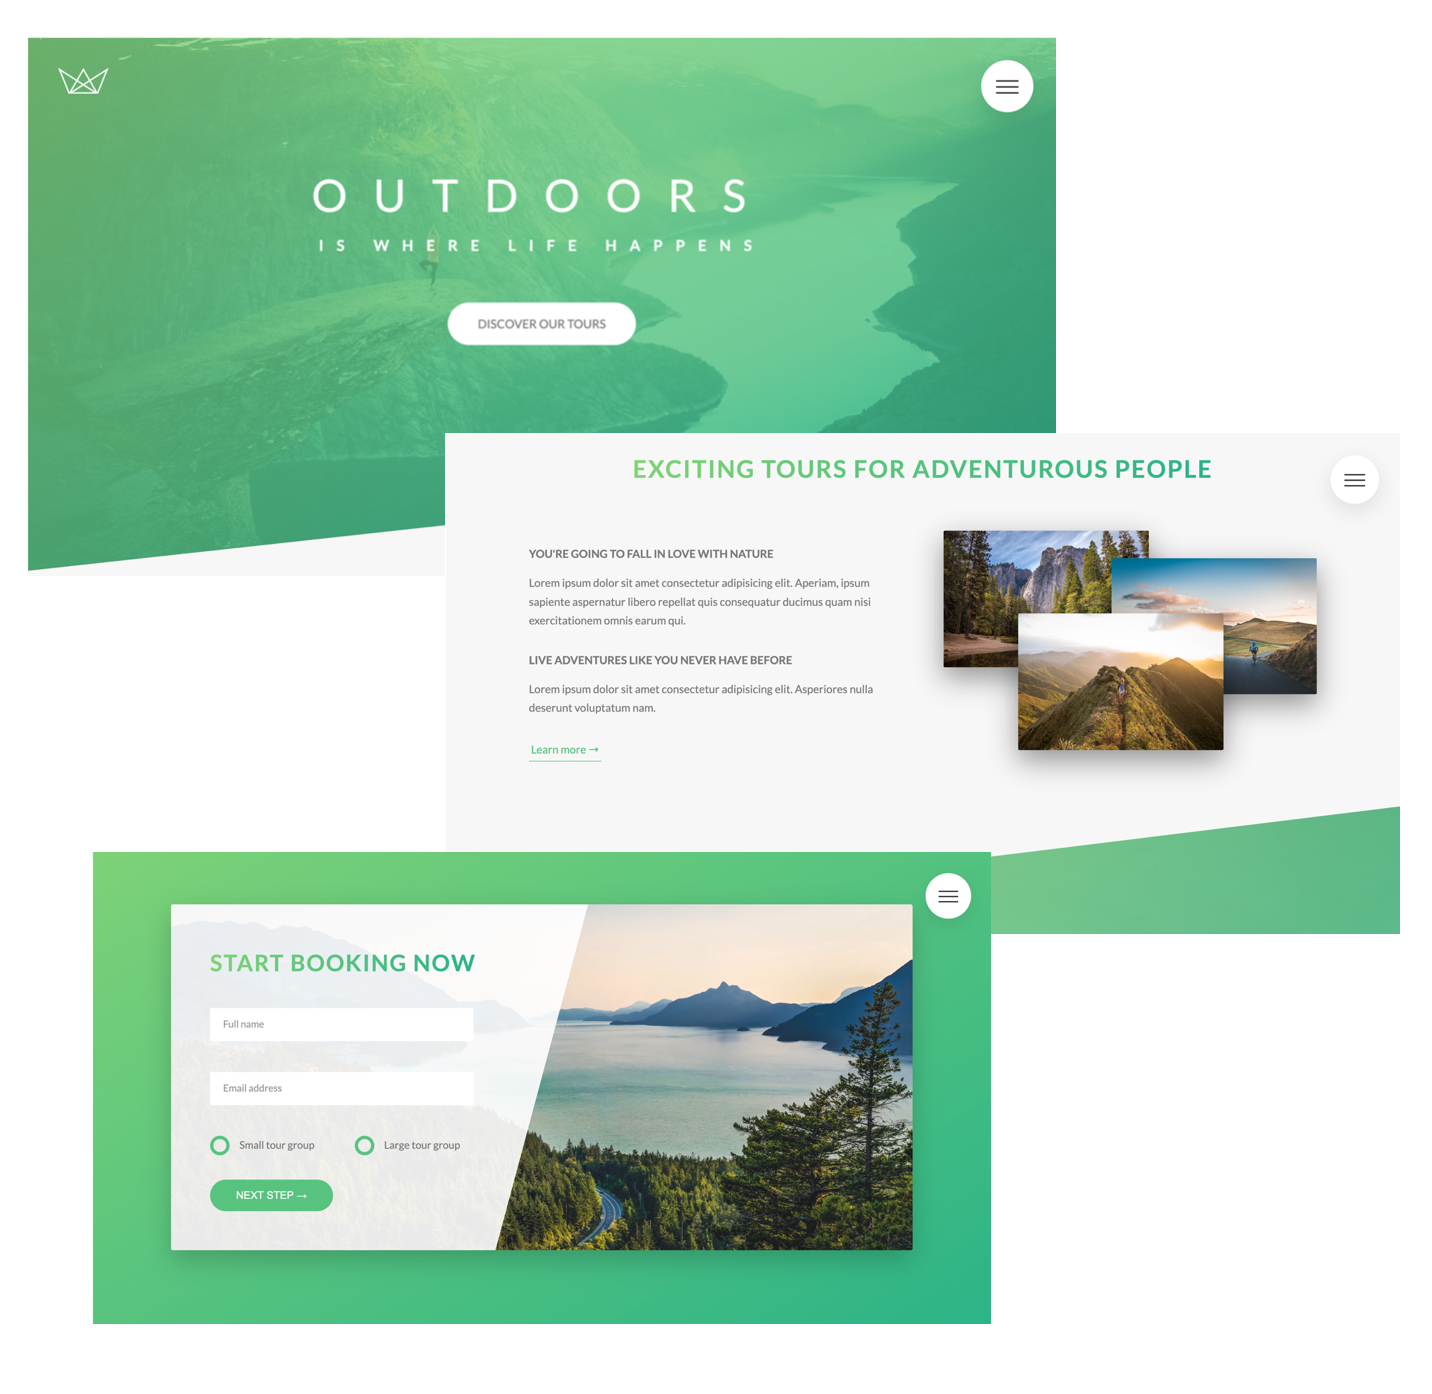 OUTDOORS
IS WHERE LIFE HAPPENS
DISCOVER OUR TOURS
EXCITING TOURS FOR ADVENTUROUS PEOPLE
YOU'RE GOING TO FALL IN LOVE WITH NATURE
Lorem ipsum dolor sit amet consectetur adipisicing elit. Aperiam, ipsum
sapiente aspernatur libero repellat quis consequatur ducimus quam nisi
exercitationem omnis earum qui.
LIVE ADVENTURES LIKE YOU NEVER HAVE BEFORE
Lorem ipsum dolor sit amet consectetur adipisicing elit. Asperiores nulla
deserunt voluptatum nam.
Learn more →
START BOOKING NOW
Full name
Email address
Small tour group
Large tour group
NEXT STEP →